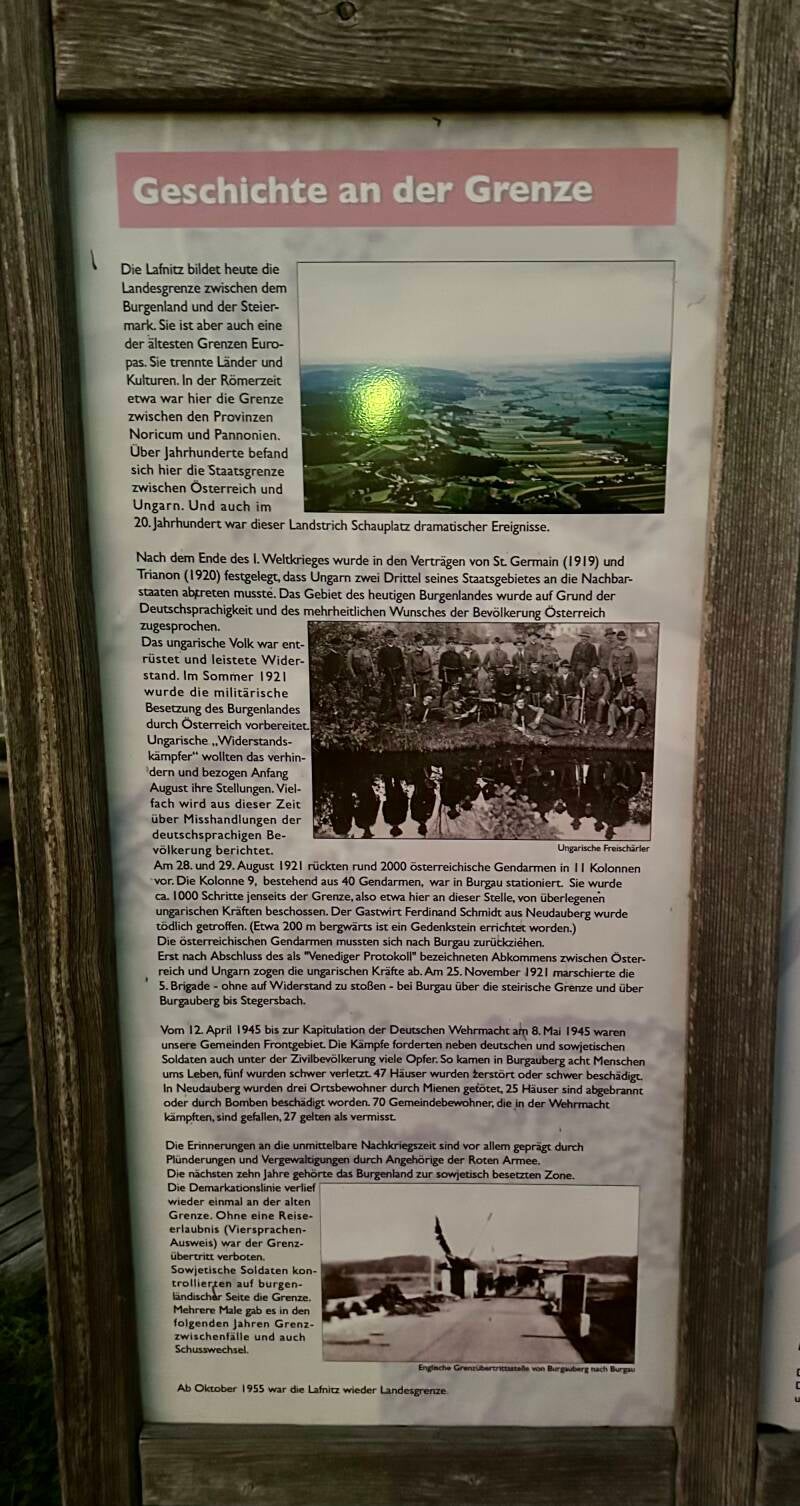 Geschichte an der Grenze
Die Lafnitz bildet heute die
Landesgrenze zwischen dem
Burgenland und der Steier-
mark. Sie ist aber auch eine
der ältesten Grenzen Euro-
pas. Sie trennte Länder und
Kulturen. In der Römerzeit
etwa war hier die Grenze
zwischen den Provinzen
Noricum und Pannonien.
Über Jahrhunderte befand
sich hier die Staatsgrenze
zwischen Österreich und
Ungarn. Und auch im
20. Jahrhundert war dieser Landstrich Schauplatz dramatischer Ereignisse.
Nach dem Ende des I. Weltkrieges wurde in den Verträgen von St. Germain (1919) und
Trianon (1920) festgelegt, dass Ungarn zwei Drittel seines Staatsgebietes an die Nachbar-
staaten abtreten musste. Das Gebiet des heutigen Burgenlandes wurde auf Grund der
Deutschsprachigkeit und des mehrheitlichen Wunsches der Bevölkerung Österreich
zugesprochen.
Das ungarische Volk war ent-
rüstet und leistete Wider-
stand. Im Sommer 1921
wurde die militärische
Besetzung des Burgenlandes
durch Österreich vorbereitet.
Ungarische „Widerstands-
kämpfer“ wollten das verhin-
dern und bezogen Anfang
August ihre Stellungen. Viel-
fach wird aus dieser Zeit
über Misshandlungen der
deutschsprachigen Be-
völkerung berichtet.
Ungarische Freischärler
Am 28. und 29. August 1921 rückten rund 2000 österreichische Gendarmen in 11 Kolonnen
vor. Die Kolonne 9, bestehend aus 40 Gendarmen, war in Burgau stationiert. Sie wurde
ca. 1000 Schritte jenseits der Grenze, also etwa hier an dieser Stelle, von überlegenen
ungarischen Kräften beschossen. Der Gastwirt Ferdinand Schmidt aus Neudauberg wurde
tödlich getroffen. (Etwa 200 m bergwärts ist ein Gedenkstein errichtet worden.)
Die österreichischen Gendarmen mussten sich nach Burgau zurückziehen.
Erst nach Abschluss des als "Venediger Protokoll" bezeichneten Abkommens zwischen Öster-
reich und Ungarn zogen die ungarischen Kräfte ab. Am 25. November 1921 marschierte die
5. Brigade - ohne auf Widerstand zu stoßen - bei Burgau über die steirische Grenze und über
Burgauberg bis Stegersbach.
Vom 12. April 1945 bis zur Kapitulation der Deutschen Wehrmacht am 8. Mai 1945 waren
unsere Gemeinden Frontgebiet. Die Kämpfe forderten neben deutschen und sowjetischen
Soldaten auch unter der Zivilbevölkerung viele Opfer. So kamen in Burgauberg acht Menschen
ums Leben, fünf wurden schwer verletzt. 47 Häuser wurden zerstört oder schwer beschädigt.
In Neudauberg wurden drei Ortsbewohner durch Mienen getötet, 25 Häuser sind abgebrannt
oder durch Bomben beschädigt worden. 70 Gemeindebewohner, die in der Wehrmacht
kämpften, sind gefallen, 27 gelten als vermisst.
Die Erinnerungen an die unmittelbare Nachkriegszeit sind vor allem geprägt durch
Plünderungen und Vergewaltigungen durch Angehörige der Roten Armee.
Die nächsten zehn Jahre gehörte das Burgenland zur sowjetisch besetzten Zone.
Die Demarkationslinie verlief
wieder einmal an der alten
Grenze. Ohne eine Reise-
erlaubnis (Viersprachen-
Ausweis) war der Grenz-
übertritt verboten.
Sowjetische Soldaten kon-
trollierten auf burgen-
ländischer Seite die Grenze.
Mehrere Male gab es in den
folgenden Jahren Grenz-
zwischenfälle und auch
Schusswechsel.
Englische Grenzübertrittsstelle von Burgauberg nach Burgau
Ab Oktober 1955 war die Lafnitz wieder Landesgrenze.